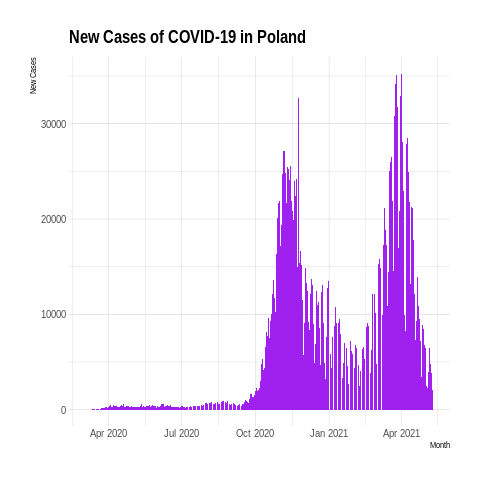 New Cases of COVID-19 in Poland
New Cases
30000
20000
10000
0
Apr 2020 Jul 2020 Oct 2020 Jan 2021 Apr 2021
Month